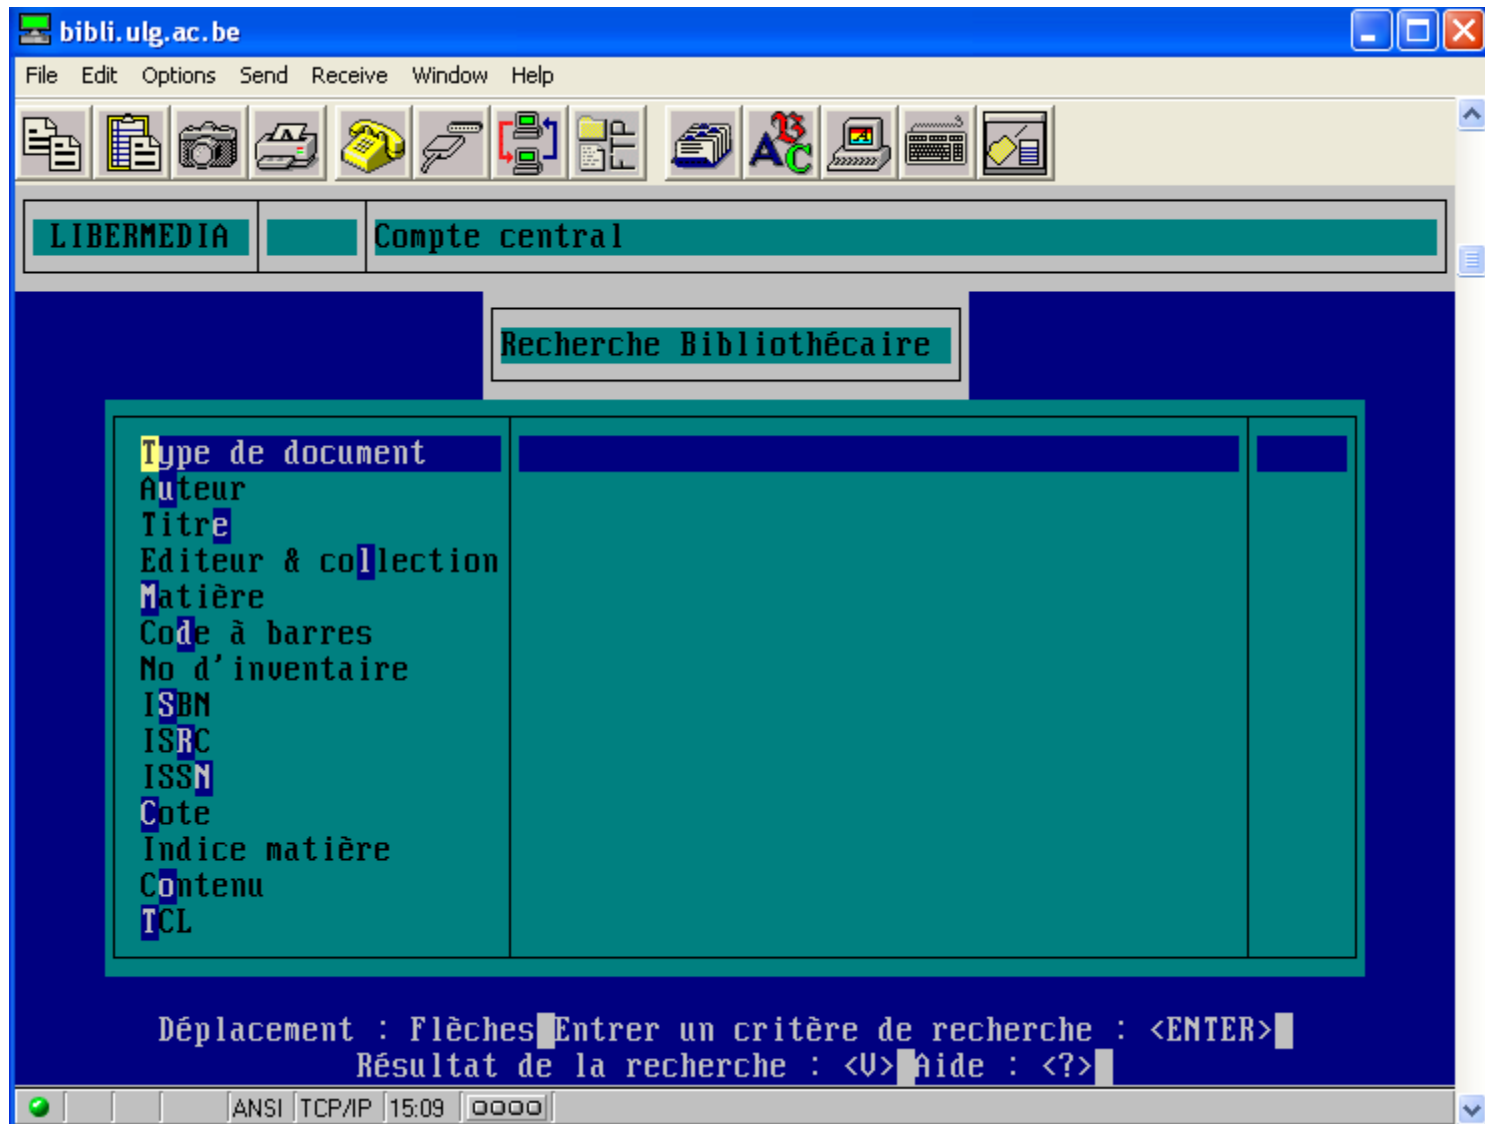 bibli.ulg.ac.be
File Edit Options Send Receive Window Help
FTP
ABC
LIBERMEDIA Compte central
Recherche Bibliothécaire
Type de document
Auteur
Titre
Editeur & collection
Matière
Code à barres
No d'inventaire
ISBN
ISRC
ISSN
Cote
Indice matière
Contenu
TCL
Déplacement : Flèches Entrer un critère de recherche : <ENTER>
Résultat de la recherche : <V> Aide : <?>
ANSI TCP/IP 15:09